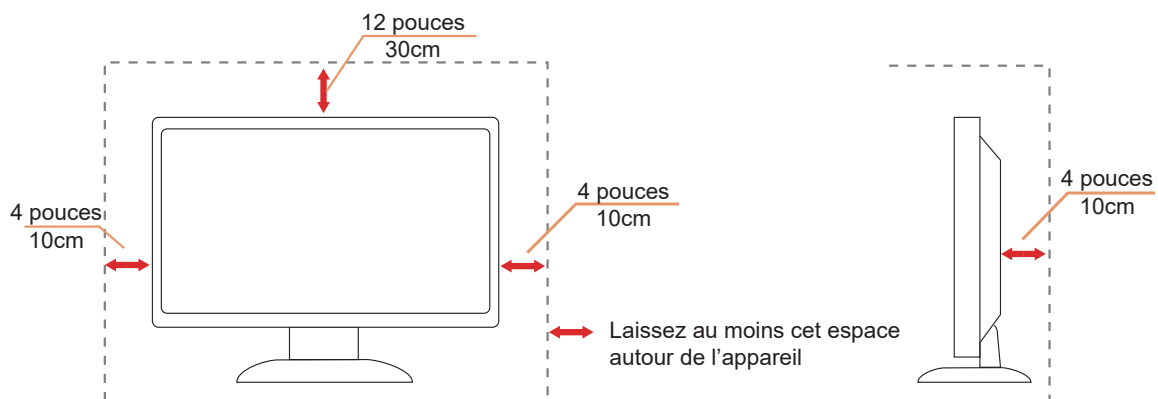 12 pouces
30cm
4 pouces
10cm
4 pouces
10cm
4 pouces
10cm
Laissez au moins cet espace
autour de l’appareil